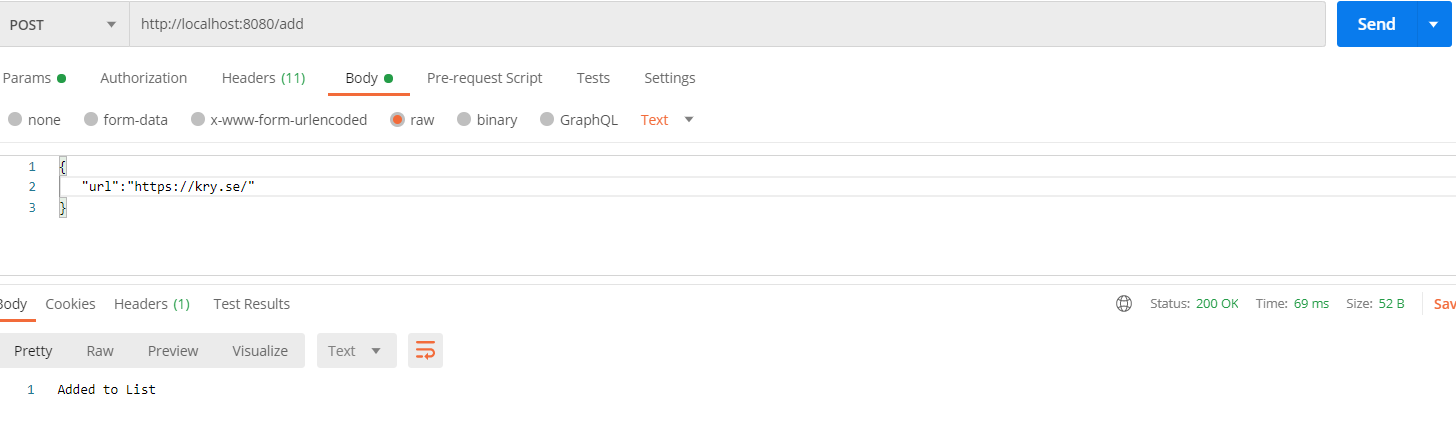 POST http://localhost:8080/add Send
Params Authorization Headers (11) Body Pre-request Script Tests Settings
none form-data x-www-form-urlencoded raw binary GraphQL Text
1 {
2 "url":"https://kry.se/"
3 }
Body Cookies Headers (1) Test Results Status: 200 OK Time: 69 ms Size: 52 B Sav
Pretty Raw Preview Visualize Text
1 Added to List